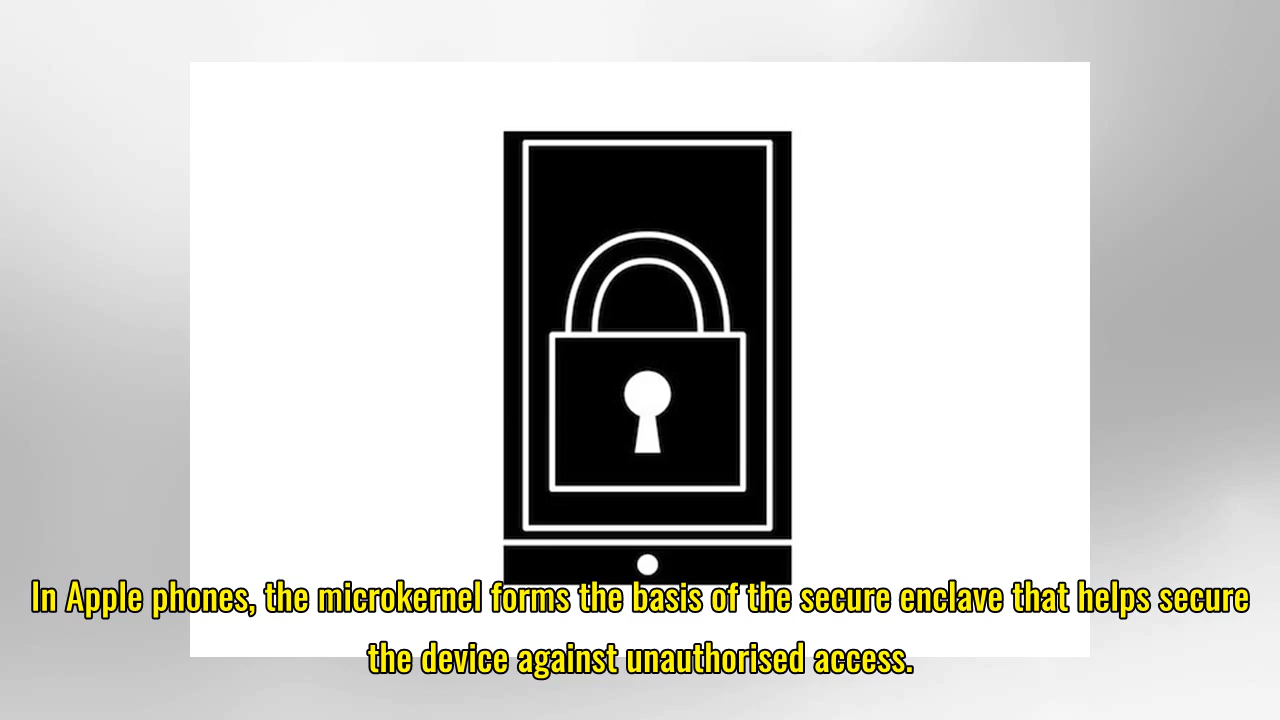 In Apple phones, the microkernel forms the basis of the secure enclave that helps secure
the device against unauthorised access.